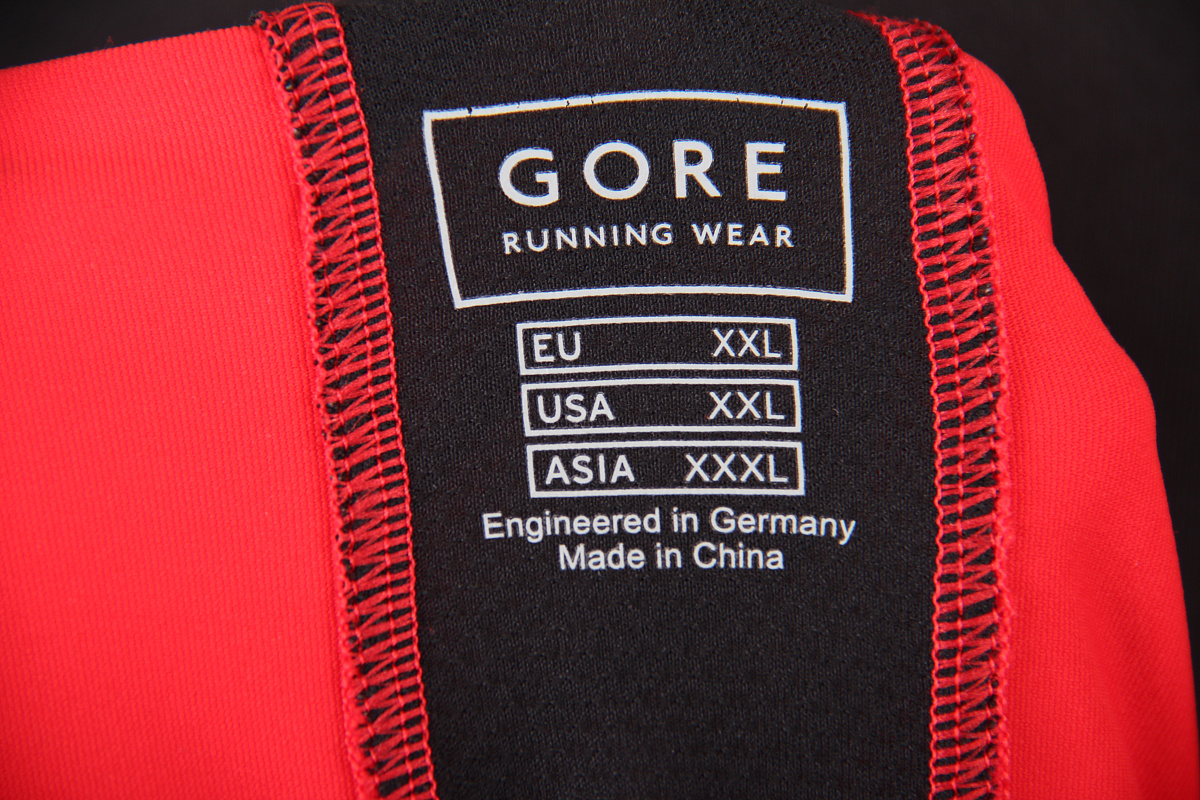 GORE
RUNNING WEAR
EU XXL
USA XXL
ASIA XXXL
Engineered in Germany
Made in China